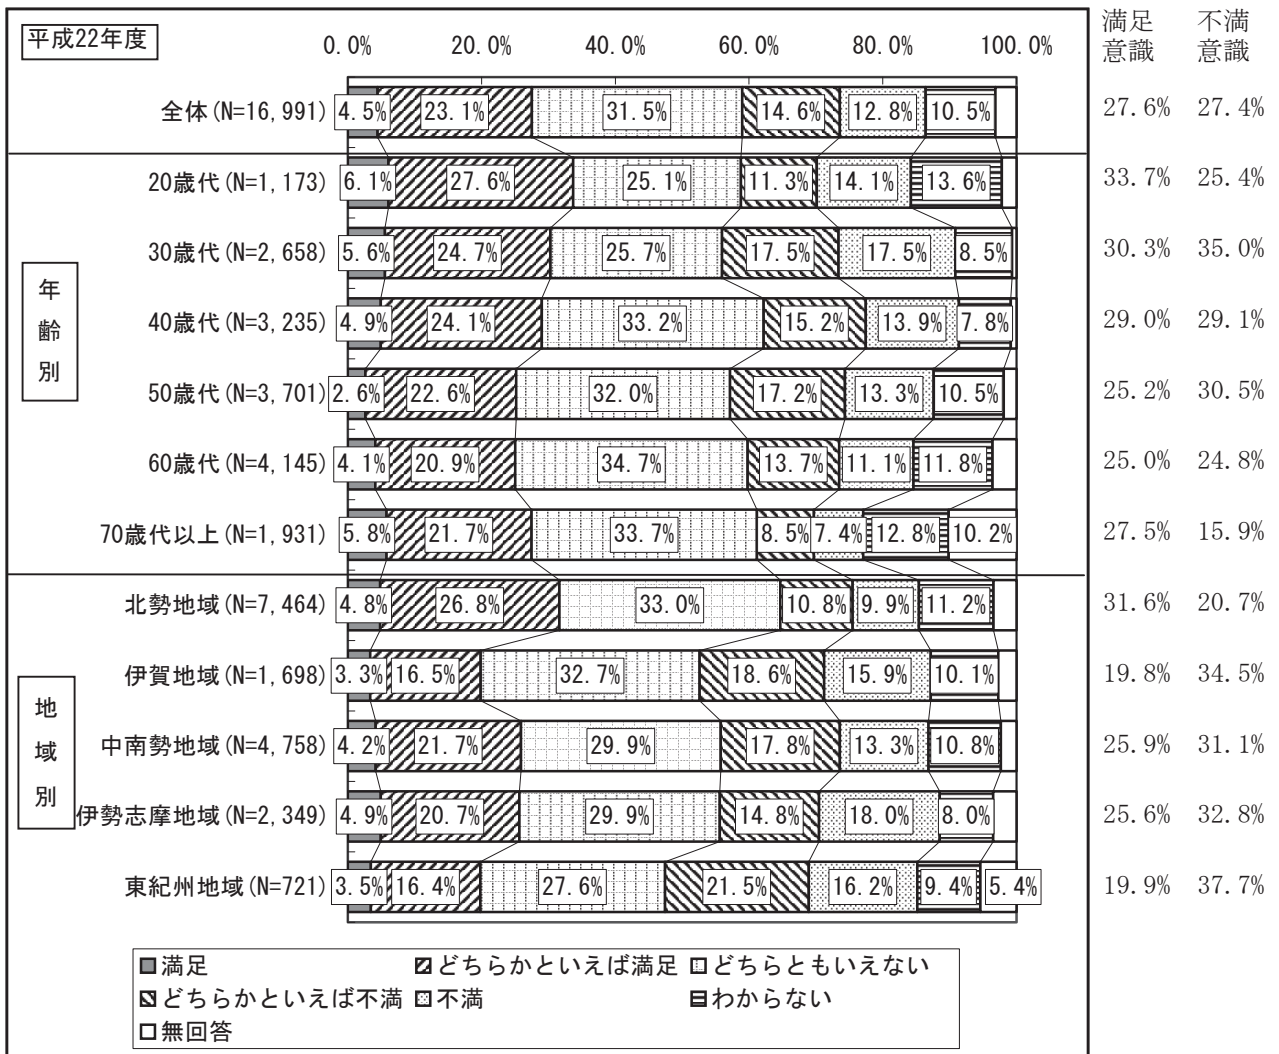 平成22年度
0.0% 20.0% 40.0% 60.0% 80.0% 100.0%
満足意識 不満意識
全体(N=16,991) 4.5% 23.1% 31.5% 14.6% 12.8% 10.5% 27.6% 27.4%
年齢別
20歳代(N=1,173) 6.1% 27.6% 25.1% 11.3% 14.1% 13.6% 33.7% 25.4%
30歳代(N=2,658) 5.6% 24.7% 25.7% 17.5% 17.5% 8.5% 30.3% 35.0%
40歳代(N=3,235) 4.9% 24.1% 33.2% 15.2% 13.9% 7.8% 29.0% 29.1%
50歳代(N=3,701) 2.6% 22.6% 32.0% 17.2% 13.3% 10.5% 25.2% 30.5%
60歳代(N=4,145) 4.1% 20.9% 34.7% 13.7% 11.1% 11.8% 25.0% 24.8%
70歳代以上(N=1,931) 5.8% 21.7% 33.7% 8.5% 7.4% 12.8% 10.2% 27.5% 15.9%
地域別
北勢地域(N=7,464) 4.8% 26.8% 33.0% 10.8% 9.9% 11.2% 31.6% 20.7%
伊賀地域(N=1,698) 3.3% 16.5% 32.7% 18.6% 15.9% 10.1% 19.8% 34.5%
中南勢地域(N=4,758) 4.2% 21.7% 29.9% 17.8% 13.3% 10.8% 25.9% 31.1%
伊勢志摩地域(N=2,349) 4.9% 20.7% 29.9% 14.8% 18.0% 8.0% 25.6% 32.8%
東紀州地域(N=721) 3.5% 16.4% 27.6% 21.5% 16.2% 9.4% 5.4% 19.9% 37.7%
満足 どちらかといえば満足 どちらともいえない
どちらかといえば不満 不満 わからない
無回答